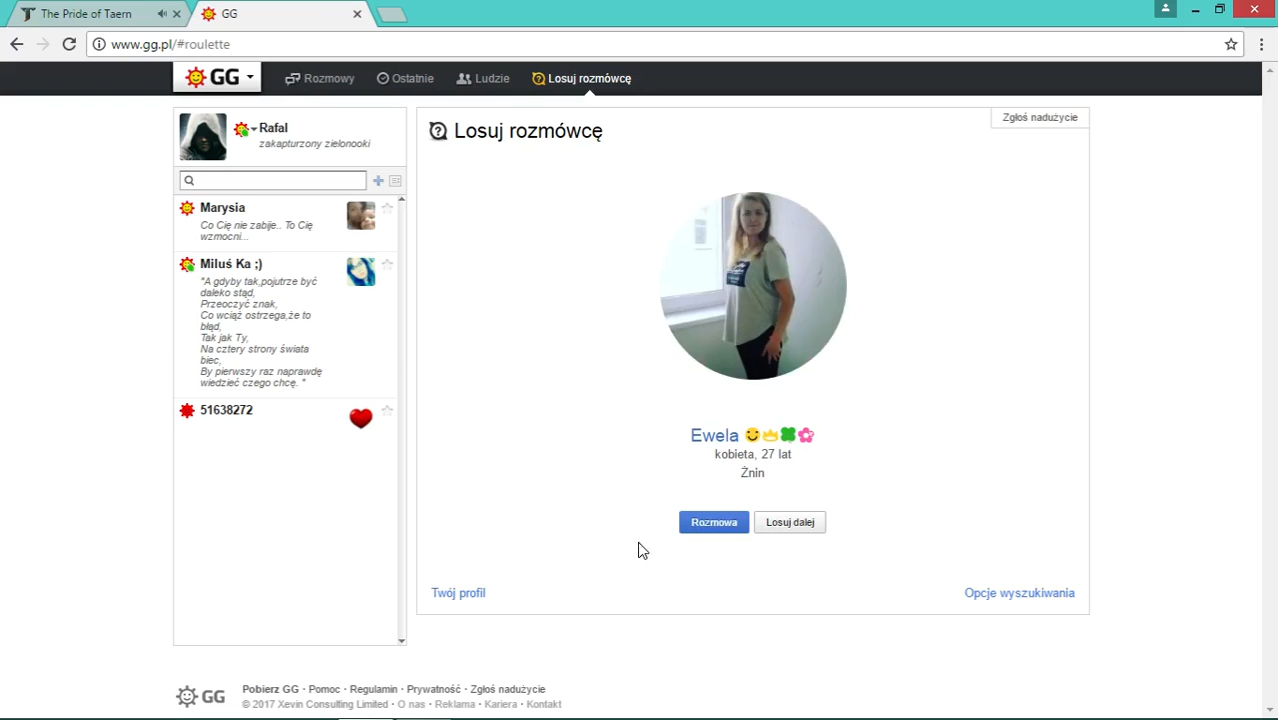 The Pride of Taern
GG
www.gg.pl/#roulette
GG
Rozmowy
Ostatnie
Ludzie
Losuj rozmówcę
Rafal
zakapturzony zielonooki
Marysia
Co Cię nie zabije.. To Cię
wzmocni...
Miluś Ka ;)
"A gdyby tak,pojutrze być
daleko stąd,
Przeoczyć znak,
Co wciąż ostrzega,że to
błąd,
Tak jak Ty,
Na cztery strony świata
biec,
By pierwszy raz naprawdę
wiedzieć czego chcę. "
51638272
Zgłoś nadużycie
Losuj rozmówcę
Ewela
kobieta, 27 lat
Żnin
Rozmowa
Losuj dalej
Twój profil
Opcje wyszukiwania
GG
Pobierz GG · Pomoc · Regulamin · Prywatność · Zgłoś nadużycie
© 2017 Xevin Consulting Limited · O nas · Reklama · Kariera · Kontakt